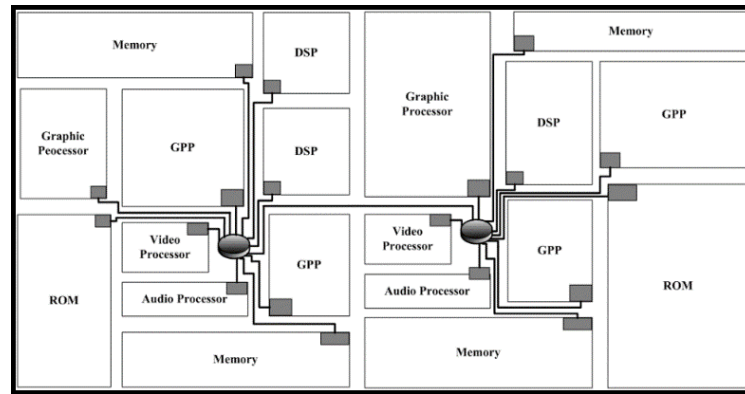 Memory
DSP
Graphic
Processor
Memory
Graphic
Peocessor
GPP
DSP
DSP
GPP
ROM
Video
Processor
GPP
Audio Processor
Memory
Video
Processor
GPP
Audio Processor
Memory
ROM